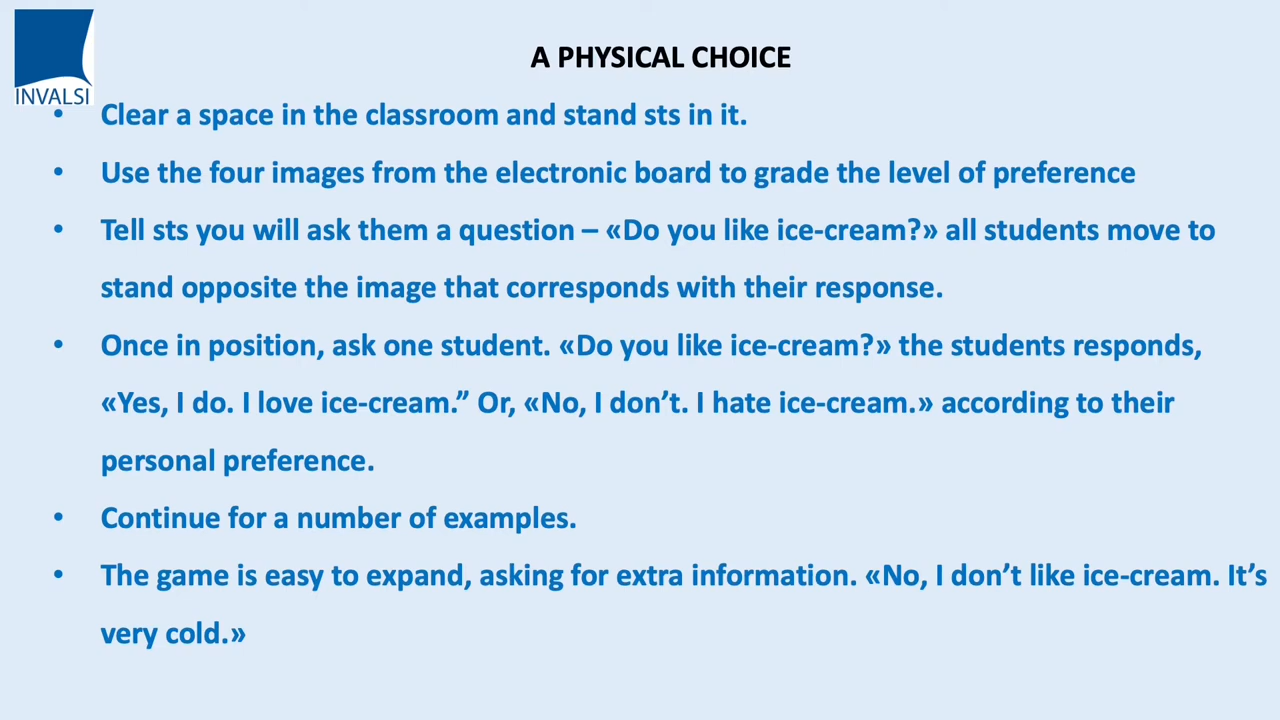 INVALSI
A PHYSICAL CHOICE
• Clear a space in the classroom and stand sts in it.
• Use the four images from the electronic board to grade the level of preference
• Tell sts you will ask them a question – «Do you like ice-cream?» all students move to
stand opposite the image that corresponds with their response.
• Once in position, ask one student. «Do you like ice-cream?» the students responds,
«Yes, I do. I love ice-cream.” Or, «No, I don’t. I hate ice-cream.» according to their
personal preference.
• Continue for a number of examples.
• The game is easy to expand, asking for extra information. «No, I don’t like ice-cream. It’s
very cold.»